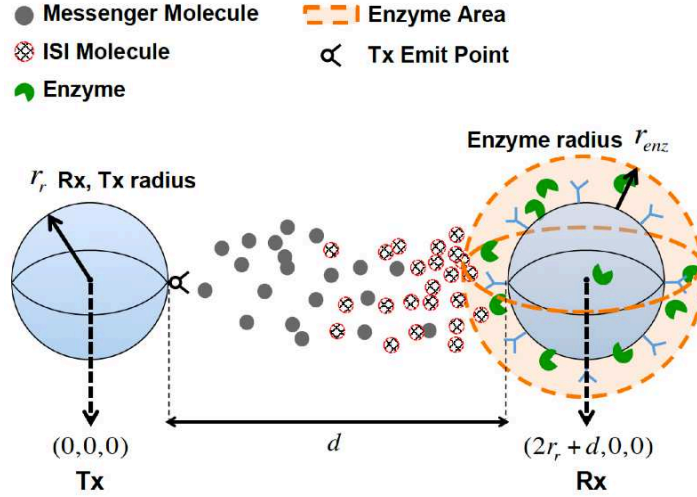 Messenger Molecule
Enzyme Area
ISI Molecule
Tx Emit Point
Enzyme
Enzyme radius r_enz
r_r Rx, Tx radius
d
(0,0,0)
(2r_r + d,0,0)
Tx
Rx